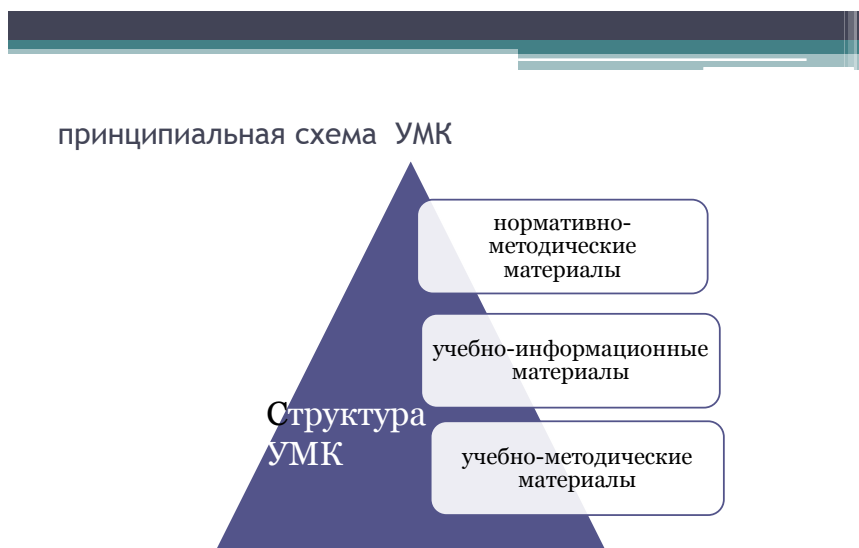 принципиальная схема УМК
нормативно-
методические
материалы
учебно-информационные
материалы
Структура
УМК
учебно-методические
материалы